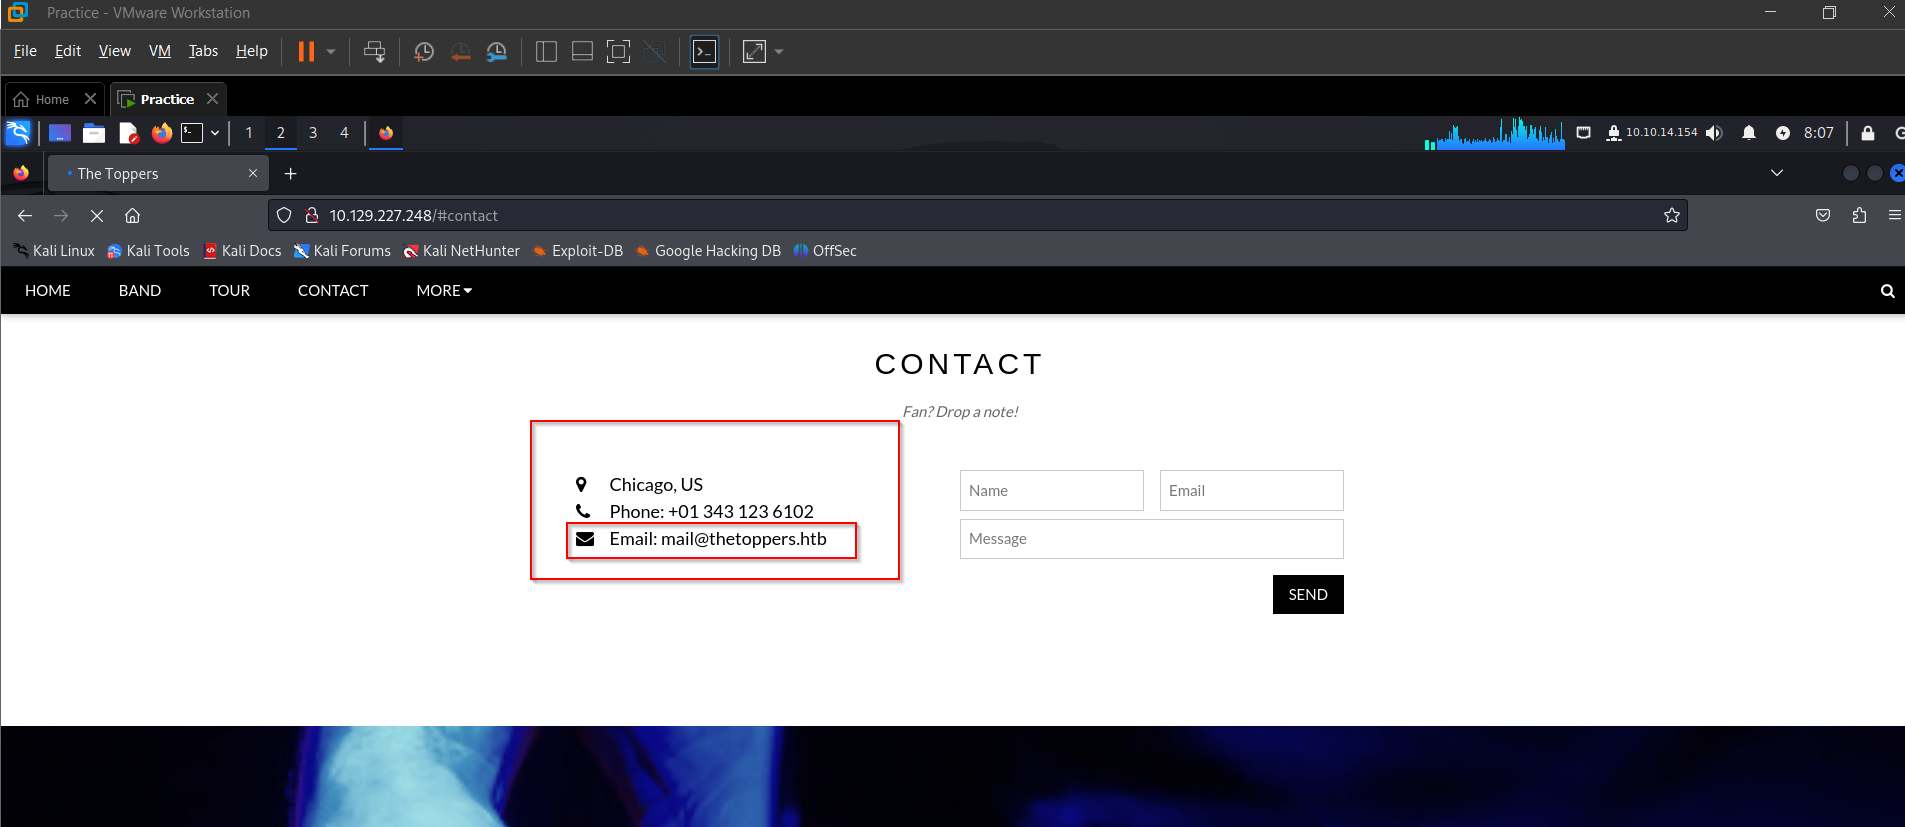 Practice - VMware Workstation
File Edit View VM Tabs Help
Home Practice
1 2 3 4 10.10.14.154 8:07
The Toppers
10.129.227.248/#contact
Kali Linux Kali Tools Kali Docs Kali Forums Kali NetHunter Exploit-DB Google Hacking DB OffSec
HOME BAND TOUR CONTACT MORE
CONTACT
Fan? Drop a note!
Chicago, US
Phone: +01 343 123 6102
Email: mail@thetoppers.htb
Name Email
Message
SEND